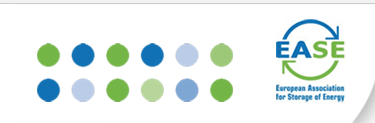 EASE
European Association
for Storage of Energy